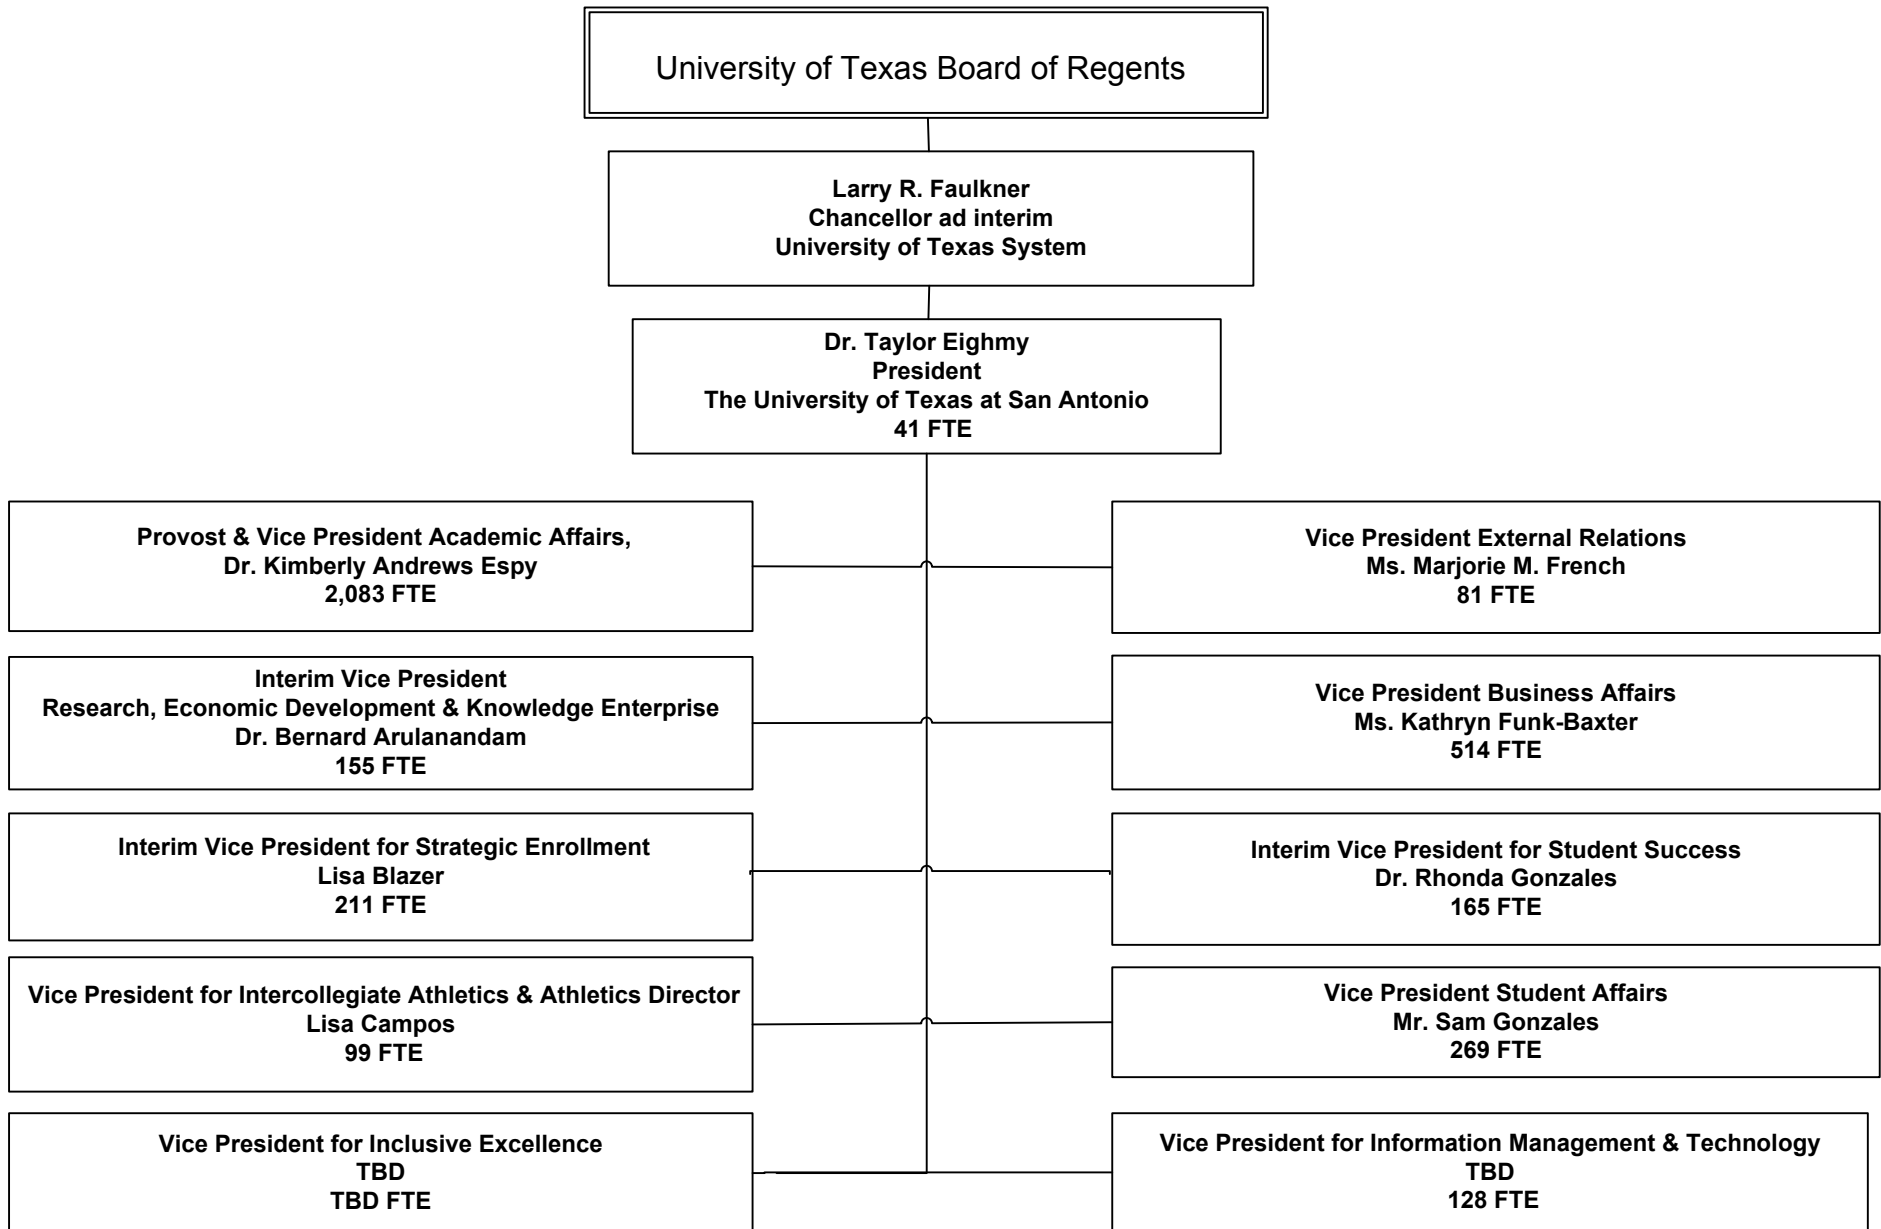 University of Texas Board of Regents
Larry R. Faulkner
Chancellor ad interim
University of Texas System
Dr. Taylor Eighmy
President
The University of Texas at San Antonio
41 FTE
Provost & Vice President Academic Affairs,
Dr. Kimberly Andrews Espy
2,083 FTE
Vice President External Relations
Ms. Marjorie M. French
81 FTE
Interim Vice President
Research, Economic Development & Knowledge Enterprise
Dr. Bernard Arulanandam
155 FTE
Vice President Business Affairs
Ms. Kathryn Funk-Baxter
514 FTE
Interim Vice President for Strategic Enrollment
Lisa Blazer
211 FTE
Interim Vice President for Student Success
Dr. Rhonda Gonzales
165 FTE
Vice President for Intercollegiate Athletics & Athletics Director
Lisa Campos
99 FTE
Vice President Student Affairs
Mr. Sam Gonzales
269 FTE
Vice President for Inclusive Excellence
TBD
TBD FTE
Vice President for Information Management & Technology
TBD
128 FTE